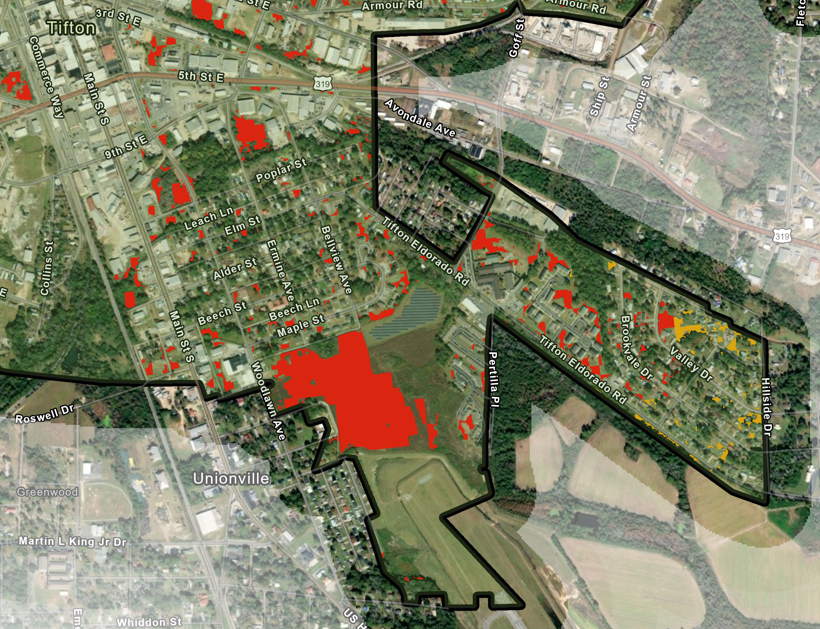 3rd St E
St E
Armour Rd
Armour Rd
Tifton
Goff St
Commerce Way
Main St S
5th St E
319
Ship St
Armour St
Avondale Ave
9th St E
Poplar St
Leach Ln
Elm St
Tifton Eldorado Rd
319
Collins St
Bellview Ave
Ermine Ave
Alder St
E
Beech St
Beech Ln
Maple St
Main St S
Brookvale Dr
Valley Dr
Tifton Eldorado Rd
Pertilla Pl
Hillside Dr
Woodlawn Ave
Roswell Dr
Unionville
Greenwood
Martin L King Jr Dr
Whiddon St